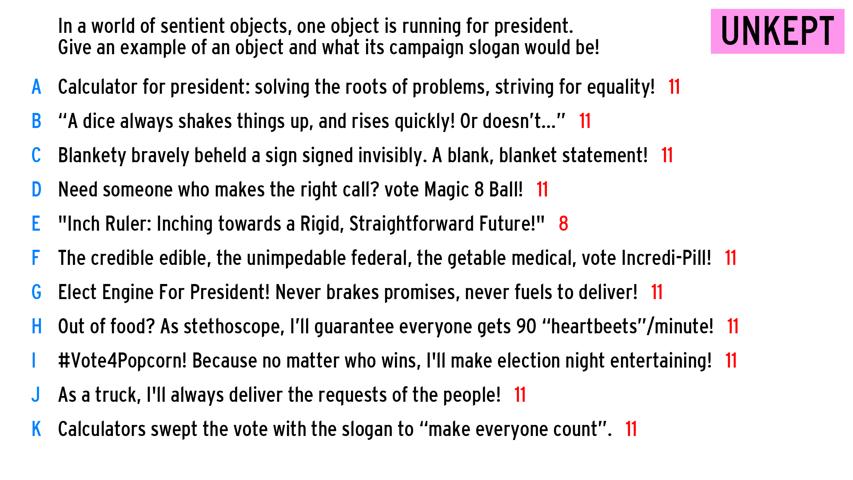 In a world of sentient objects, one object is running for president.
Give an example of an object and what its campaign slogan would be!
UNKEPT
A Calculator for president: solving the roots of problems, striving for equality! 11
B “A dice always shakes things up, and rises quickly! Or doesn’t...” 11
C Blankety bravely beheld a sign signed invisibly. A blank, blanket statement! 11
D Need someone who makes the right call? vote Magic 8 Ball! 11
E "Inch Ruler: Inching towards a Rigid, Straightforward Future!" 8
F The credible edible, the unimpedable federal, the getable medical, vote Incredi-Pill! 11
G Elect Engine For President! Never brakes promises, never fuels to deliver! 11
H Out of food? As stethoscope, I’ll guarantee everyone gets 90 “heartbeets”/minute! 11
I #Vote4Popcorn! Because no matter who wins, I'll make election night entertaining! 11
J As a truck, I'll always deliver the requests of the people! 11
K Calculators swept the vote with the slogan to “make everyone count”. 11